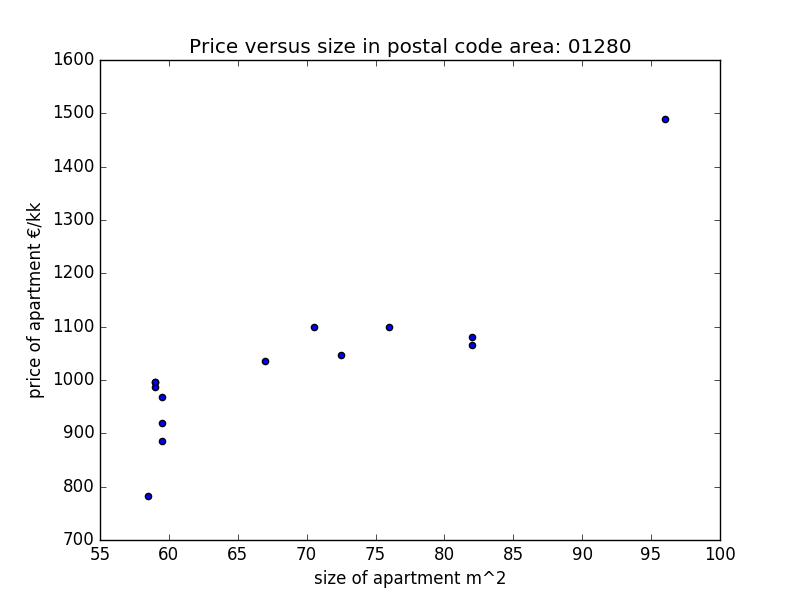 Price versus size in postal code area: 01280
1600
1500
1400
1300
1200
1100
1000
900
800
700
price of apartment €/kk
55 60 65 70 75 80 85 90 95 100
size of apartment m^2